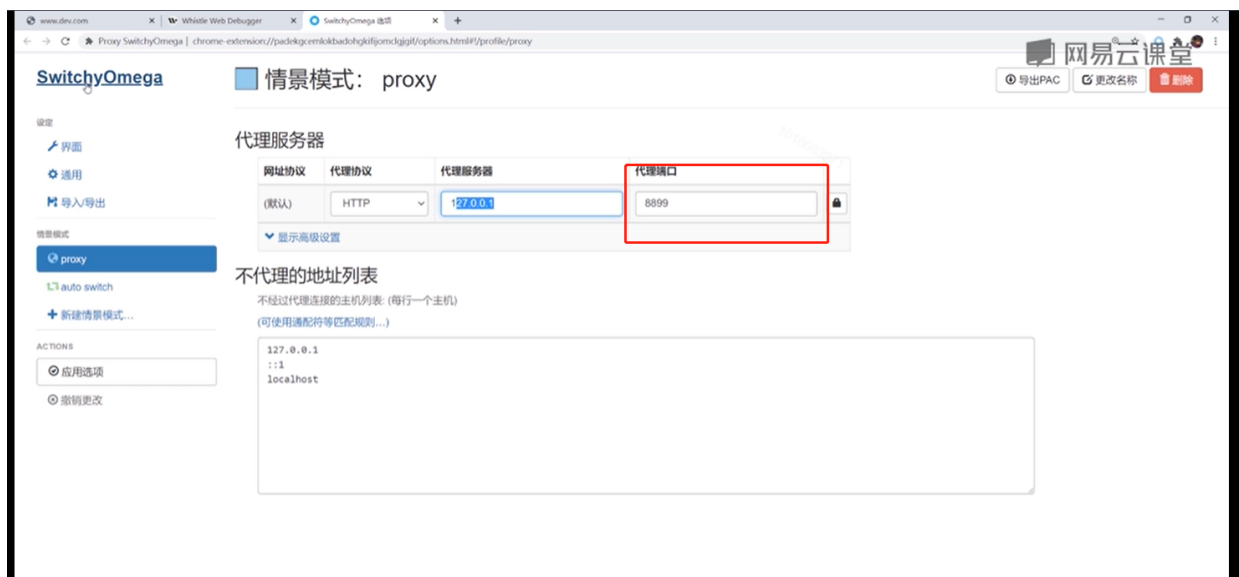 www.dev.com
Whistle Web Debugger
SwitchyOmega 选项
Proxy SwitchyOmega | chrome-extension://padekgcemlokbadohgkifijomclgjgif/options.html#!/profile/proxy
网易云课堂
SwitchyOmega
情景模式: proxy
导出PAC
更改名称
删除
设定
界面
通用
导入/导出
情景模式
proxy
auto switch
新建情景模式...
ACTIONS
应用选项
撤销更改
代理服务器
网址协议 代理协议 代理服务器 代理端口
(默认) HTTP 127.0.0.1 8899
显示高级设置
不代理的地址列表
不经过代理连接的主机列表: (每行一个主机)
(可使用通配符等匹配规则...)
127.0.0.1
::1
localhost